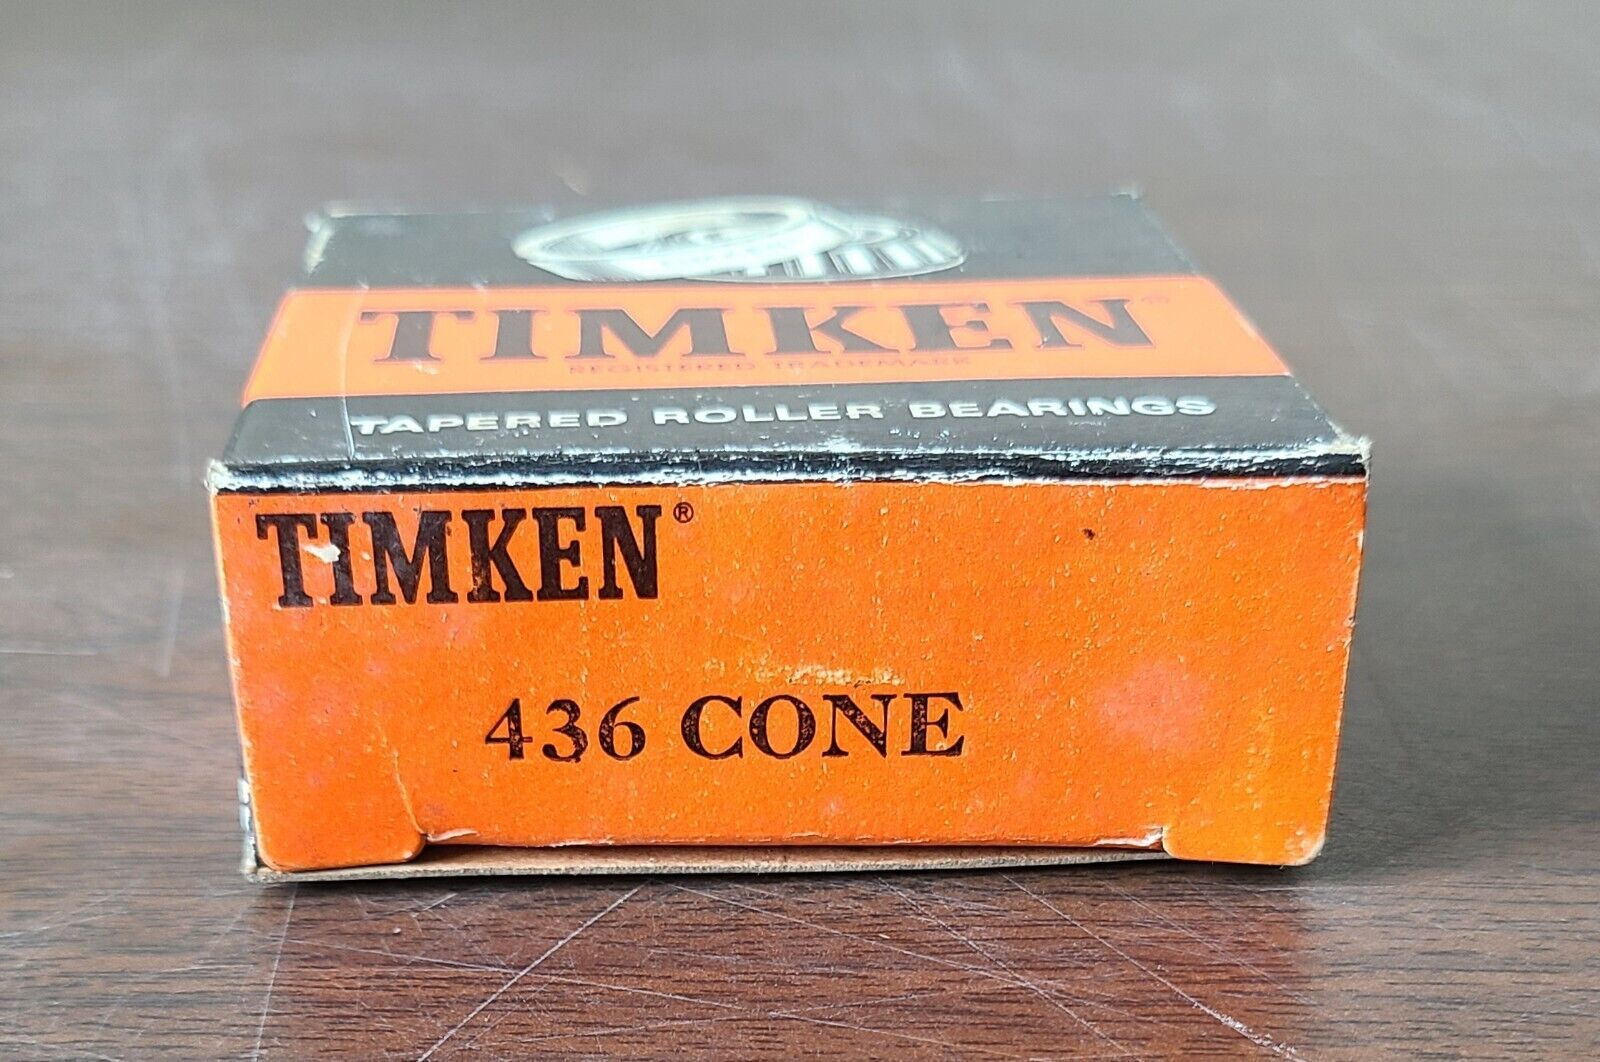 TIMKEN®
REGISTERED TRADEMARK
TAPERED ROLLER BEARINGS
TIMKEN®
436 CONE